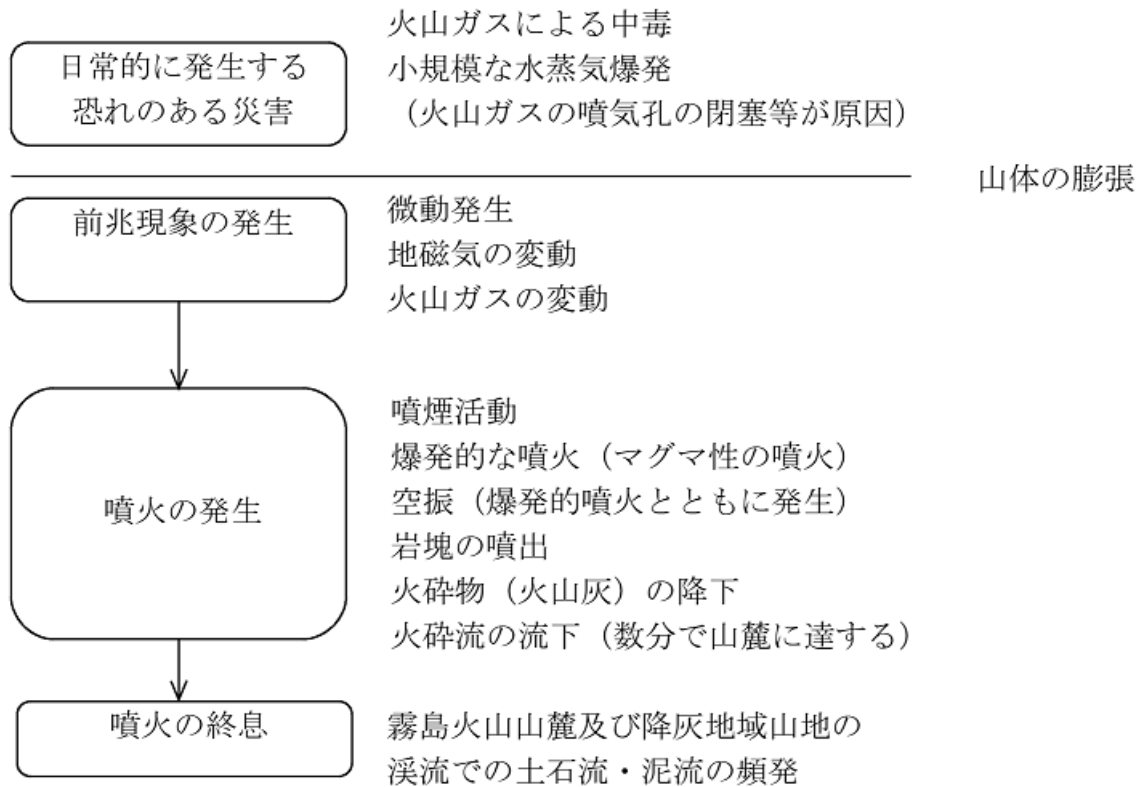 火山ガスによる中毒
日常的に発生する
恐れのある災害
小規模な水蒸気爆発
（火山ガスの噴気孔の閉塞等が原因）
山体の膨張
前兆現象の発生
微動発生
地磁気の変動
火山ガスの変動
噴火の発生
噴煙活動
爆発的な噴火（マグマ性の噴火）
空振（爆発的噴火とともに発生）
岩塊の噴出
火砕物（火山灰）の降下
火砕流の流下（数分で山麓に達する）
噴火の終息
霧島火山山麓及び降灰地域山地の
渓流での土石流・泥流の頻発